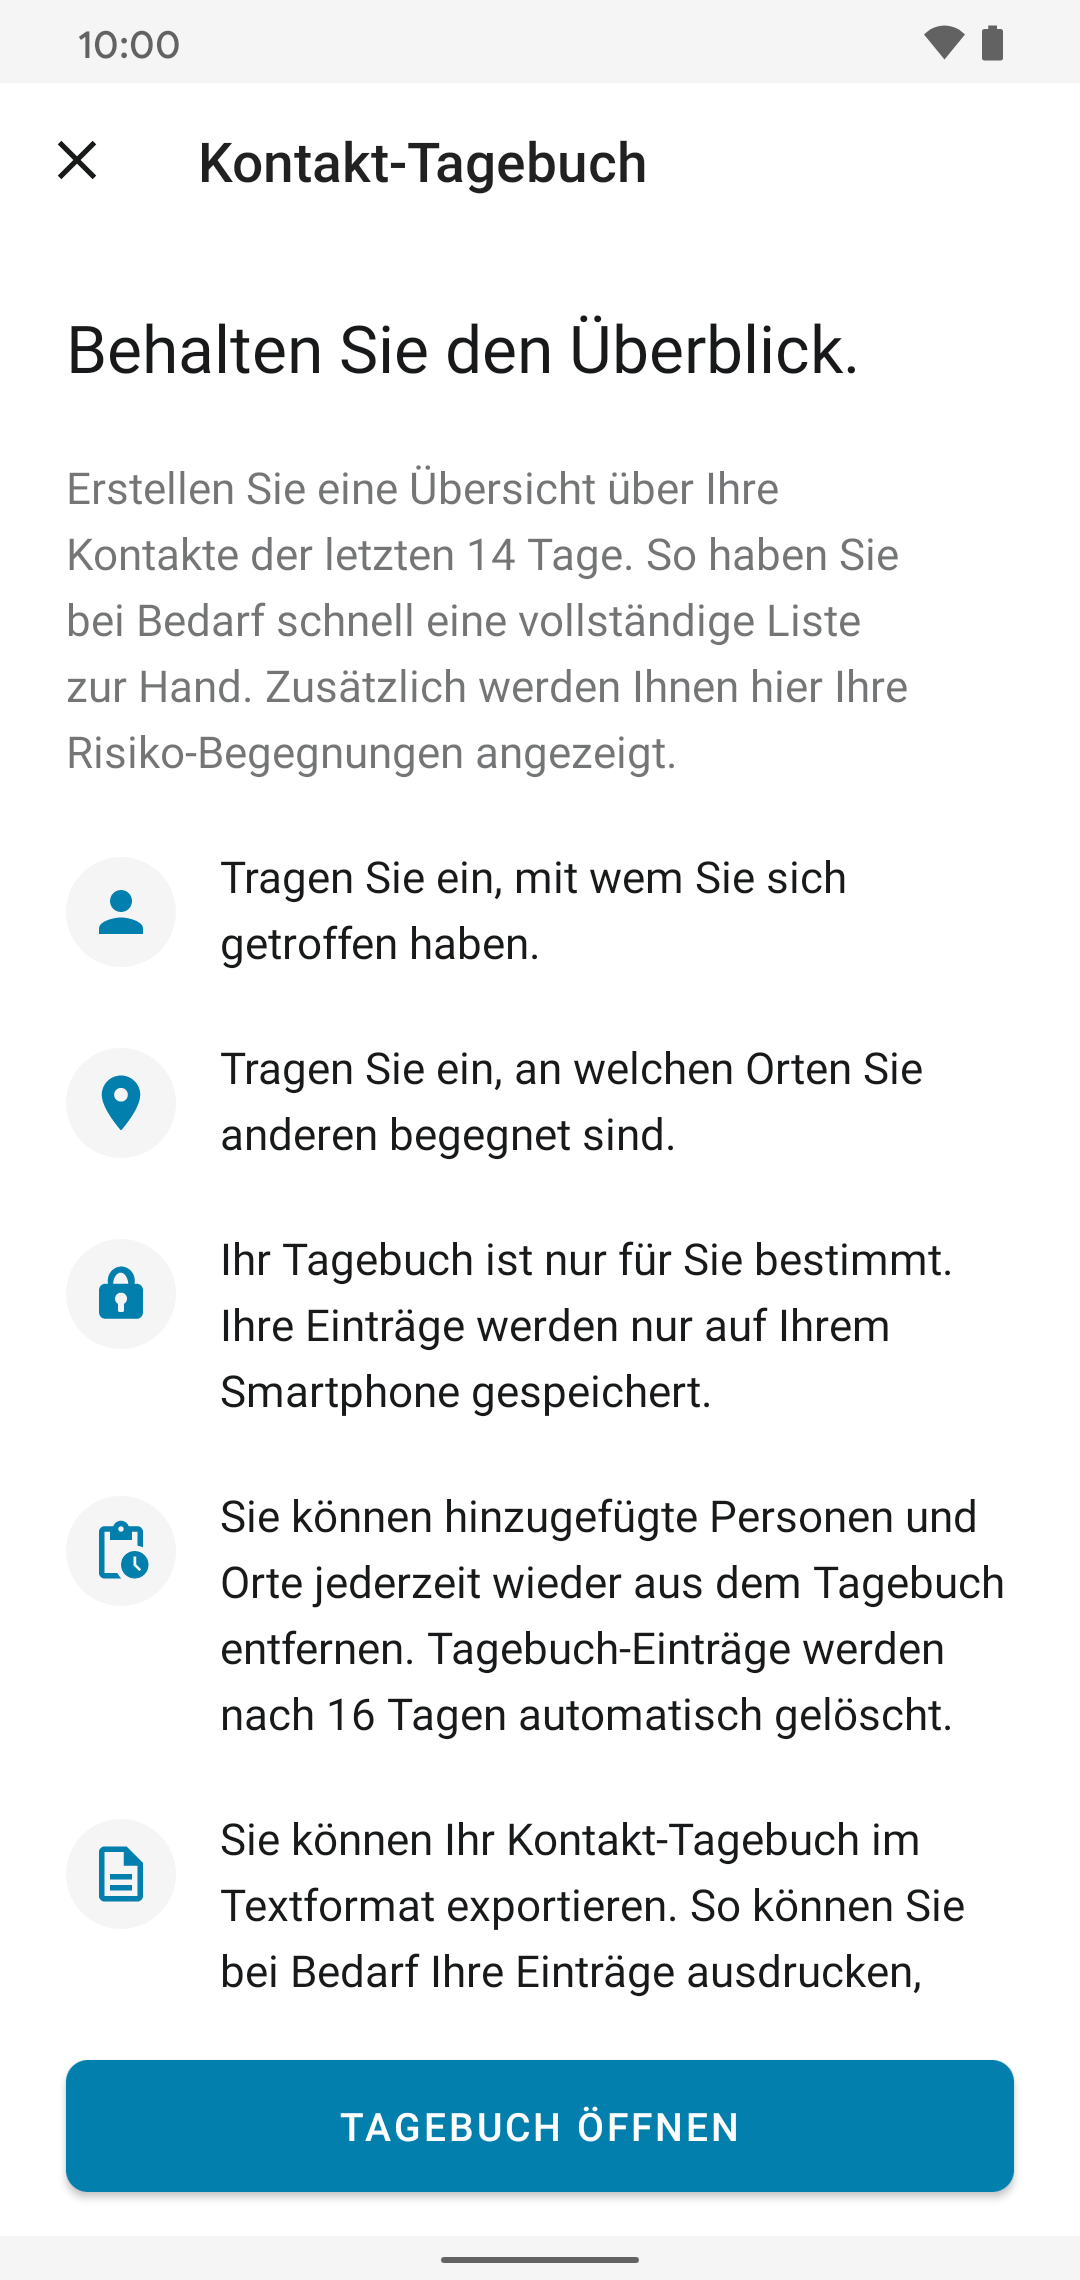 10:00
Kontakt-Tagebuch
Behalten Sie den Überblick.
Erstellen Sie eine Übersicht über Ihre
Kontakte der letzten 14 Tage. So haben Sie
bei Bedarf schnell eine vollständige Liste
zur Hand. Zusätzlich werden Ihnen hier Ihre
Risiko-Begegnungen angezeigt.
Tragen Sie ein, mit wem Sie sich
getroffen haben.
Tragen Sie ein, an welchen Orten Sie
anderen begegnet sind.
Ihr Tagebuch ist nur für Sie bestimmt.
Ihre Einträge werden nur auf Ihrem
Smartphone gespeichert.
Sie können hinzugefügte Personen und
Orte jederzeit wieder aus dem Tagebuch
entfernen. Tagebuch-Einträge werden
nach 16 Tagen automatisch gelöscht.
Sie können Ihr Kontakt-Tagebuch im
Textformat exportieren. So können Sie
bei Bedarf Ihre Einträge ausdrucken,
TAGEBUCH ÖFFNEN